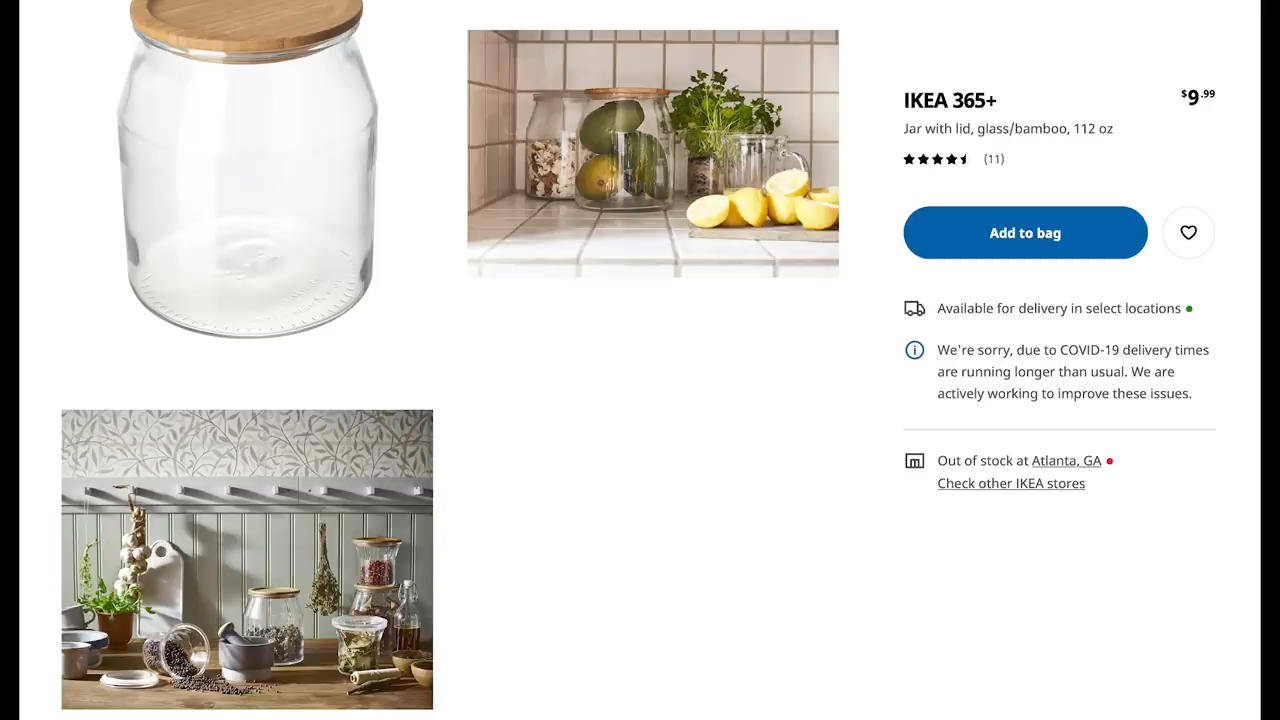 IKEA 365+
$9.99
Jar with lid, glass/bamboo, 112 oz
(11)
Add to bag
Available for delivery in select locations
We're sorry, due to COVID-19 delivery times
are running longer than usual. We are
actively working to improve these issues.
Out of stock at Atlanta, GA
Check other IKEA stores